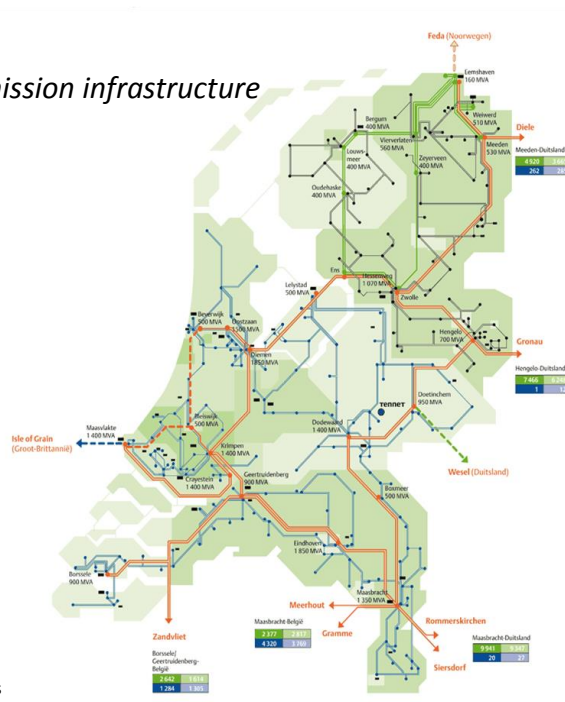 mission infrastructure
Feda (Noorwegen)
Eemshaven
160 MVA
Weiwerd
510 MVA
Bergum
400 MVA
Vierverlaten
560 MVA
Diele
Meeden
530 MVA
Meeden-Duitsland
4 920
262
Louws-
meer
400 MVA
Zeyerveen
400 MVA
Oudehaske
400 MVA
Ens
Hessenweg
1 070 MVA
Zwolle
Lelystad
500 MVA
Beverwijk
500 MVA
Oostzaan
1500 MVA
Diemen
1850 MVA
Hengelo
700 MVA
Gronau
Hengelo-Duitsland
7 466
1
Doetinchem
950 MVA
TenneT
Dodewaard
1 400 MVA
Wesel (Duitsland)
Bleiswijk
500 MVA
Maasvlakte
1 400 MVA
Isle of Grain
(Groot-Brittannië)
Krimpen
1 400 MVA
Crayestein
1 400 MVA
Geertruidenberg
900 MVA
Boxmeer
500 MVA
Eindhoven
1 850 MVA
Borssele
900 MVA
Maasbracht
1 350 MVA
Meerhout
Gramme
Rommerskirchen
Siersdorf
Zandvliet
Maasbracht-België
2 377 2 817
4 320 3 760
Maasbracht-Duitsland
9 941 9 547
20 27
Borssele/
Geertruidenberg-
België
2 642 1 014
1 284 1 305